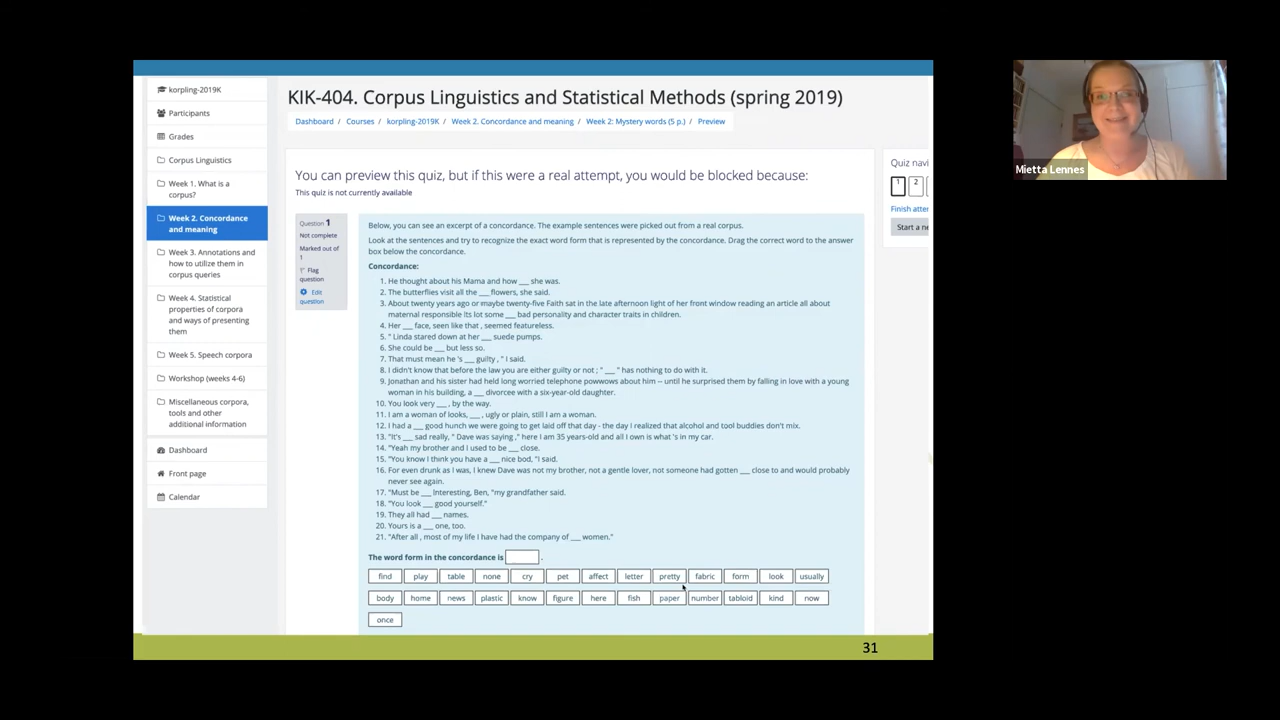 korpling-2019K
Participants
Grades
Corpus Linguistics
Week 1. What is a
corpus?
Week 2. Concordance
and meaning
Week 3. Annotations and
how to utilize them in
corpus queries
Week 4. Statistical
properties of corpora
and ways of presenting
them
Week 5. Speech corpora
Workshop (weeks 4-6)
Miscellaneous corpora,
tools and other
additional information
Dashboard
Front page
Calendar
KIK-404. Corpus Linguistics and Statistical Methods (spring 2019)
Dashboard / Courses / korpling-2019K / Week 2. Concordance and meaning / Week 2: Mystery words (5 p.) / Preview
You can preview this quiz, but if this were a real attempt, you would be blocked because:
This quiz is not currently available
Question 1
Not complete
Marked out of
1
Flag
question
Edit
question
Below, you can see an excerpt of a concordance. The example sentences were picked out from a real corpus.
Look at the sentences and try to recognize the exact word form that is represented by the concordance. Drag the correct word to the answer
box below the concordance.
Concordance:
1. He thought about his Mama and how ___ she was.
2. The butterflies visit all the ___ flowers, she said.
3. About twenty years ago or maybe twenty-five Faith sat in the late afternoon light of her front window reading an article all about
maternal responsible its lot some ___ bad personality and character traits in children.
4. Her ___ face, seen like that , seemed featureless.
5. " Linda stared down at her ___ suede pumps.
6. She could be ___ but less so.
7. That must mean he 's ___ guilty , " I said.
8. I didn't know that before the law you are either guilty or not ; " ___ " has nothing to do with it.
9. Jonathan and his sister had held long worried telephone powwows about him -- until he surprised them by falling in love with a young
woman in his building, a ___ divorcee with a six-year-old daughter.
10. You look very ___ , by the way.
11. I am a woman of looks, ___ , ugly or plain, still I am a woman.
12. I had a ___ good hunch we were going to get laid off that day - the day I realized that alcohol and tool buddies don't mix.
13. "It's ___ sad really, " Dave was saying ," here I am 35 years-old and all I own is what 's in my car.
14. "Yeah my brother and I used to be ___ close.
15. "You know I think you have a ___ nice bod, "I said.
16. For even drunk as I was, I knew Dave was not my brother, not a gentle lover, not someone had gotten ___ close to and would probably
never see again.
17. "Must be ___ Interesting, Ben, "my grandfather said.
18. "You look ___ good yourself."
19. They all had ___ names.
20. Yours is a ___ one, too.
21. "After all , most of my life I have had the company of ___ women."
The word form in the concordance is .
find play table none cry pet affect letter pretty fabric form look usually
body home news plastic know figure here fish paper number tabloid kind now
once
Quiz navi
1 2
Finish atter
Start a ne
31
Mietta Lennes